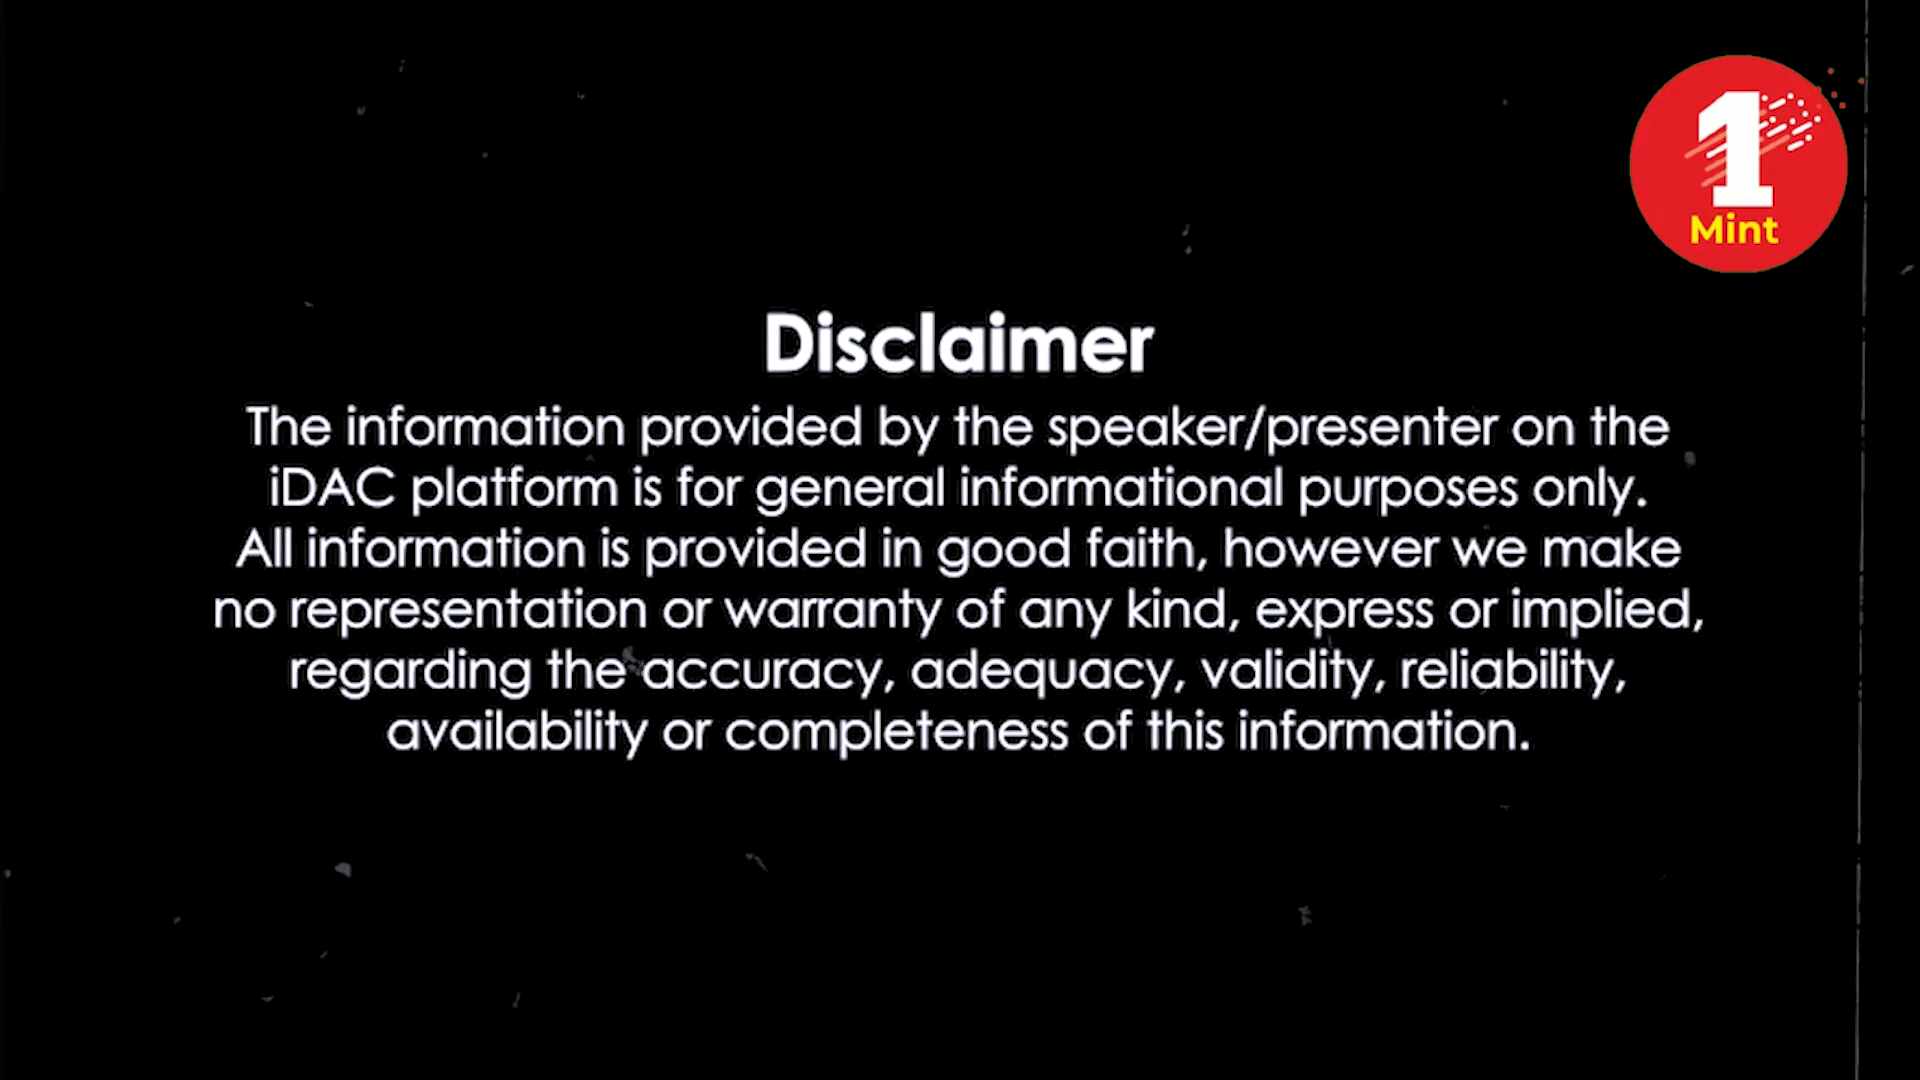 1
Mint
Disclaimer
The information provided by the speaker/presenter on the
iDAC platform is for general informational purposes only.
All information is provided in good faith, however we make
no representation or warranty of any kind, express or implied,
regarding the accuracy, adequacy, validity, reliability,
availability or completeness of this information.